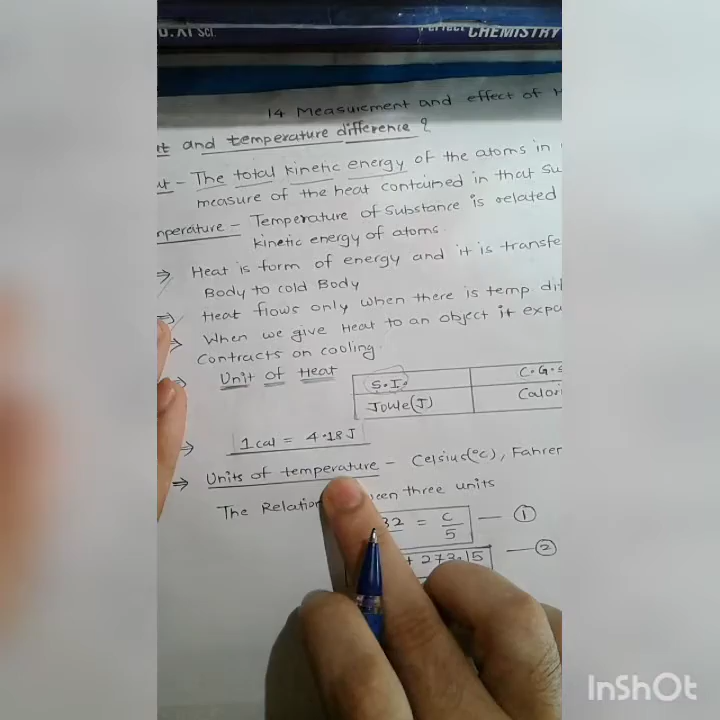 XI Sci.
CHEMISTRY
14 Measurement and effect of
and temperature difference ?
- The total kinetic energy of the atoms in
measure of the heat contained in that
- Temperature of Substance is related
kinetic energy of atoms.
⇒ Heat is form of energy and it is
Body to cold Body
⇒ Heat flows only when there is temp
⇒ When we give Heat to an object it
contracts on cooling.
⇒ Unit of Heat
S.I. C.G.
Joule(J)
⇒ 1 cal = 4.18 J
⇒ Units of temperature - Celsius(°c),
The three units
32 = C/5 — ①
+ 273.15 — ②
InShOt